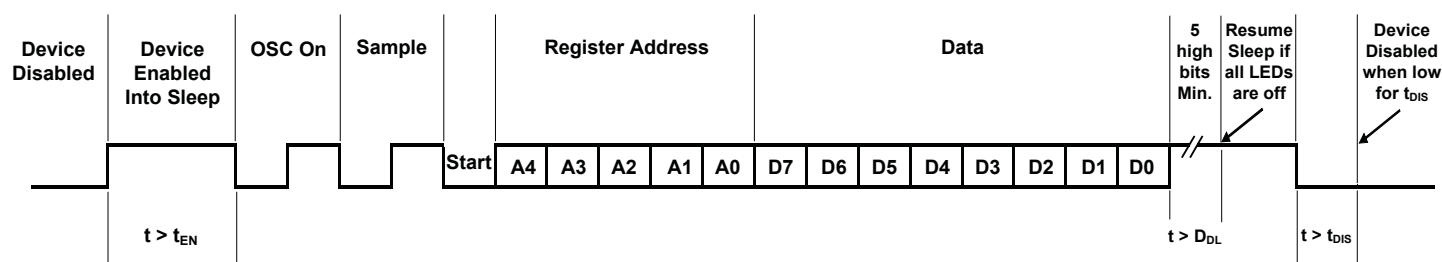 Device
Disabled
Device
Enabled
Into Sleep
OSC On
Sample
Register Address
Data
5
high
bits
Min.
Resume
Sleep if
all LEDs
are off
Device
Disabled
when low
for tDIS
Start
A4 A3 A2 A1 A0 D7 D6 D5 D4 D3 D2 D1 D0
t > tEN
t > DDL
t > tDIS